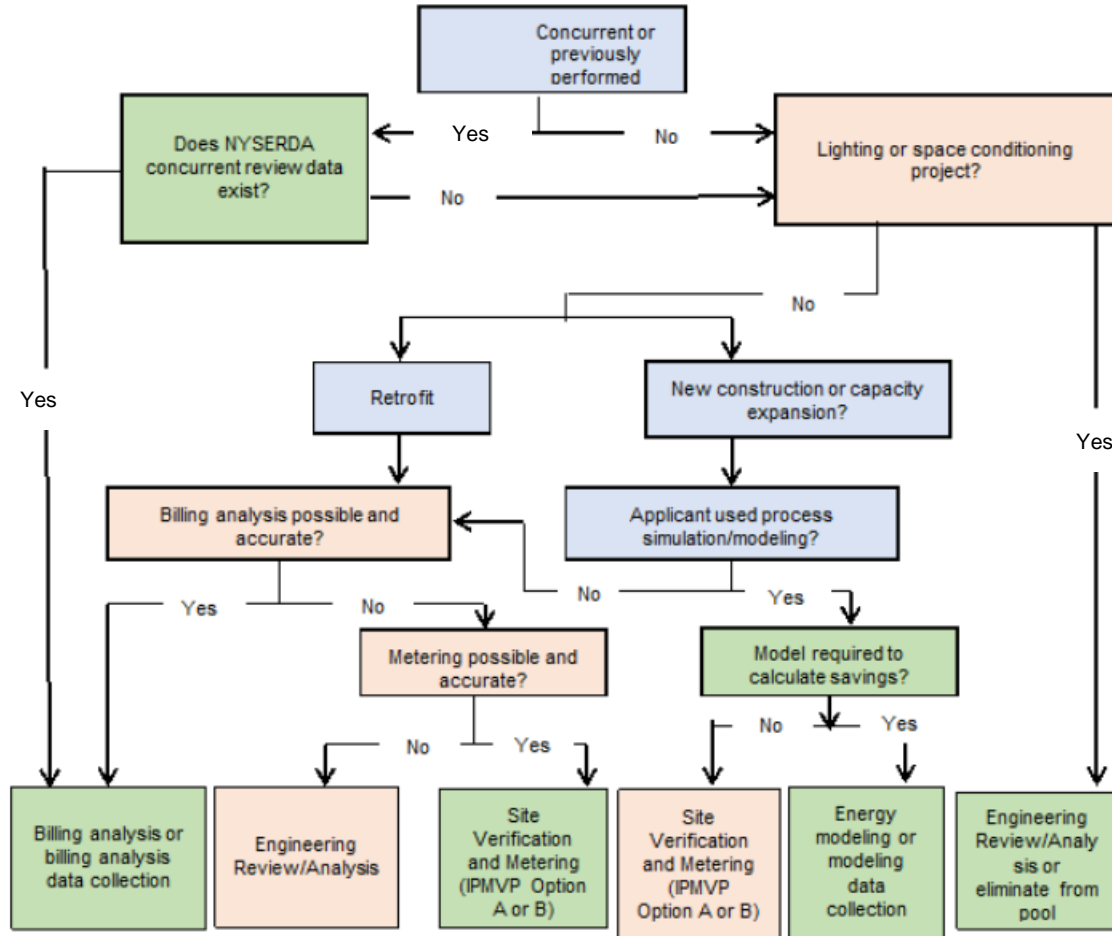 Concurrent or
previously
performed
Yes
No
Does NYSERDA
concurrent review data
exist?
No
Lighting or space conditioning
project?
No
Yes
Yes
Retrofit
New construction or capacity
expansion?
Billing analysis possible and
accurate?
Applicant used process
simulation/modeling?
Yes
No
No
Yes
Metering possible and
accurate?
Model required to
calculate savings?
No
Yes
No
Yes
Billing analysis or
billing analysis
data collection
Engineering
Review/Analysis
Site
Verification
and Metering
(IPMVP Option
A or B)
Site
Verification
and Metering
(IPMVP
Option A or B)
Energy
modeling or
modeling
data
collection
Engineering
Review/Analy
sis or
eliminate from
pool